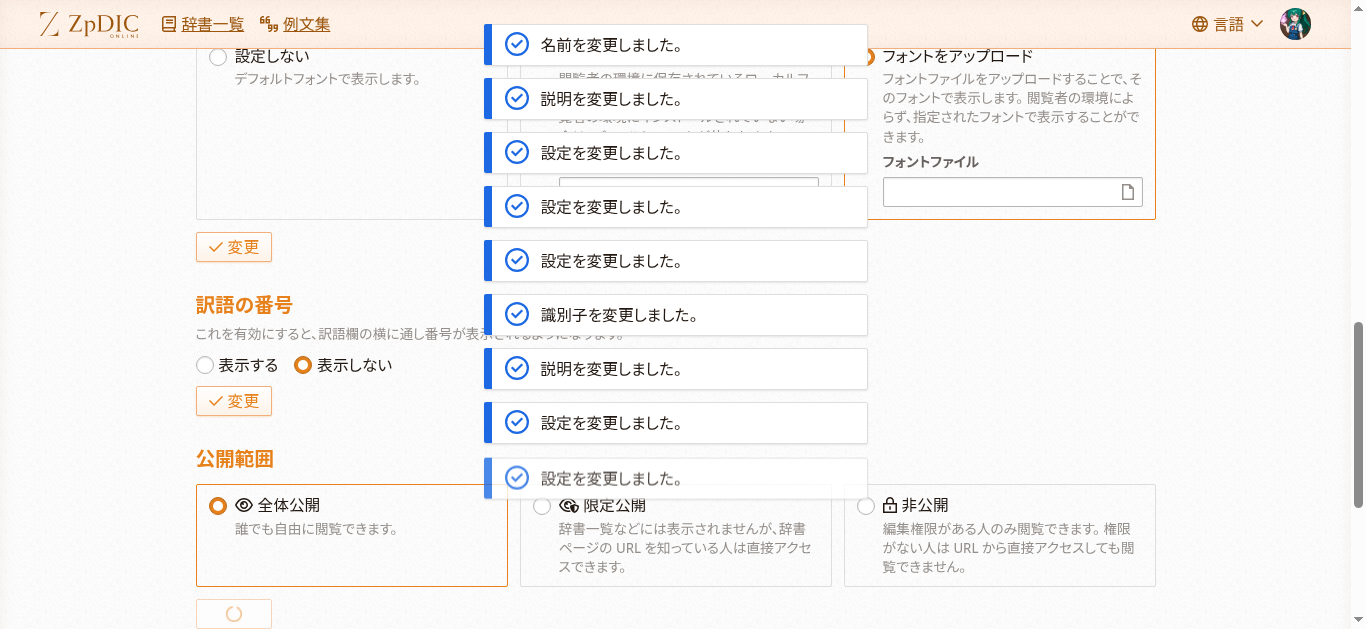 ZpDIC
ONLINE
辞書一覧
例文集
言語
名前を変更しました。
説明を変更しました。
設定を変更しました。
設定を変更しました。
設定を変更しました。
識別子を変更しました。
説明を変更しました。
設定を変更しました。
設定を変更しました。
設定しない
デフォルトフォントで表示します。
フォントをアップロード
フォントファイルをアップロードすることで、そ
のフォントで表示します。閲覧者の環境によ
らず、指定されたフォントで表示することがで
きます。
フォントファイル
変更
訳語の番号
これを有効にすると、訳語欄の横に通し番号が表示されるようになります。
表示する
表示しない
変更
公開範囲
全体公開
誰でも自由に閲覧できます。
限定公開
辞書一覧などには表示されませんが、辞書
ページの URL を知っている人は直接アクセ
スできます。
非公開
編集権限がある人のみ閲覧できます。権限
がない人は URL から直接アクセスしても閲
覧できません。